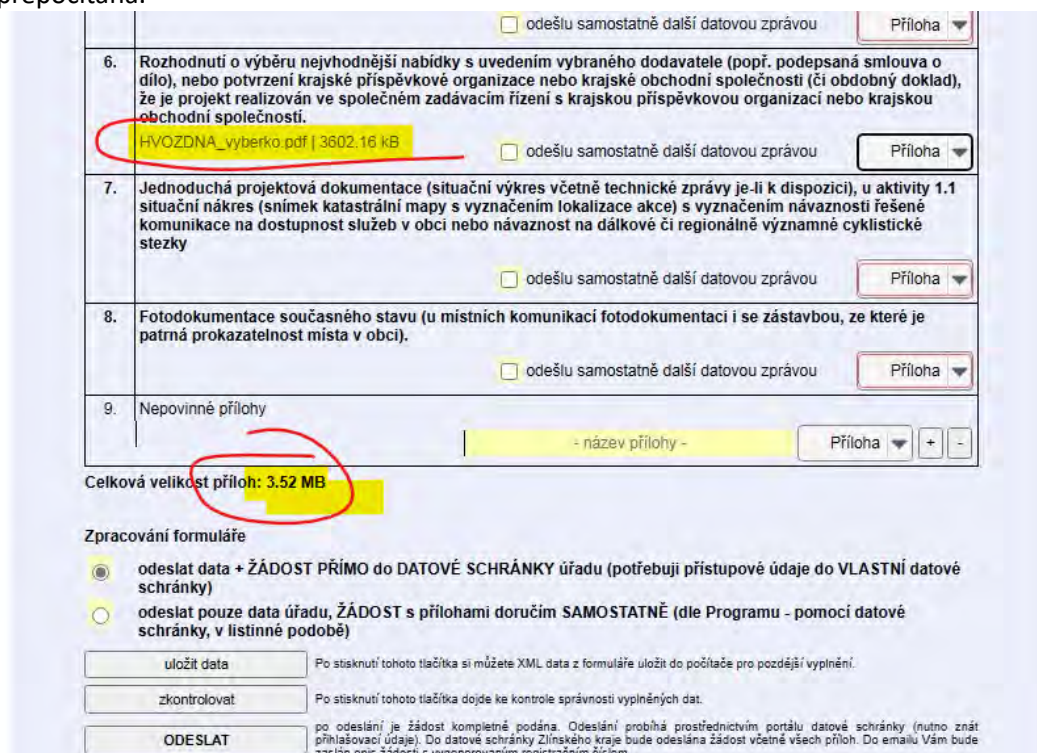 přepočítána.
odešlu samostatně další datovou zprávou Příloha
6. Rozhodnutí o výběru nejvhodnější nabídky s uvedením vybraného dodavatele (popř. podepsaná smlouva o
dílo), nebo potvrzení krajské příspěvkové organizace nebo krajské obchodní společnosti (či obdobný doklad),
že je projekt realizován ve společném zadávacím řízení s krajskou příspěvkovou organizací nebo krajskou
obchodní společností.
HVOZDNA_vyberko.pdf | 3602.16 kB
odešlu samostatně další datovou zprávou Příloha
7. Jednoduchá projektová dokumentace (situační výkres včetně technické zprávy je-li k dispozici), u aktivity 1.1
situační nákres (snímek katastrální mapy s vyznačením lokalizace akce) s vyznačením návaznosti řešené
komunikace na dostupnost služeb v obci nebo návaznost na dálkové či regionálně významné cyklistické
stezky
odešlu samostatně další datovou zprávou Příloha
8. Fotodokumentace současného stavu (u místních komunikací fotodokumentaci i se zástavbou, ze které je
patrná prokazatelnost místa v obci).
odešlu samostatně další datovou zprávou Příloha
9. Nepovinné přílohy
- název přílohy - Příloha + -
Celková velikost příloh: 3.52 MB
Zpracování formuláře
odeslat data + ŽÁDOST PŘÍMO do DATOVÉ SCHRÁNKY úřadu (potřebuji přístupové údaje do VLASTNÍ datové
schránky)
odeslat pouze data úřadu, ŽÁDOST s přílohami doručím SAMOSTATNĚ (dle Programu - pomocí datové
schránky, v listinné podobě)
uložit data Po stisknutí tohoto tlačítka si můžete XML data z formuláře uložit do počítače pro pozdější vyplnění.
zkontrolovat Po stisknutí tohoto tlačítka dojde ke kontrole správnosti vyplněných dat.
po odeslání je žádost kompletně podána. Odeslání probíhá prostřednictvím portálu datové schránky (nutno znát
ODESLAT přihlašovací údaje). Do datové schránky Zlínského kraje bude odeslána žádost včetně všech příloh. Do emailu Vám bude
zaslán opis žádosti s vygenerovaným registračním číslem